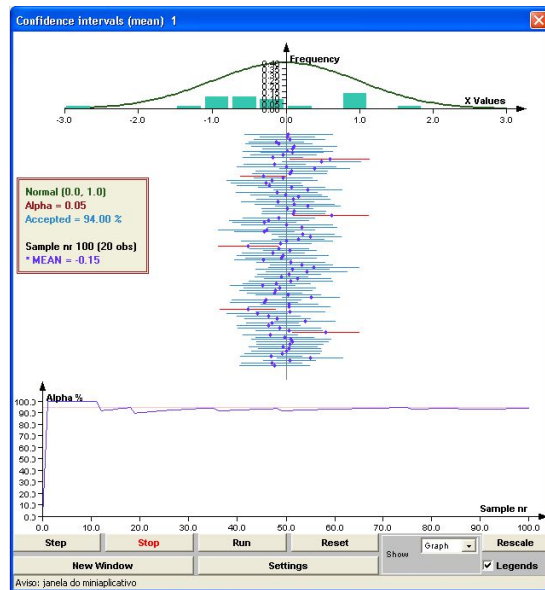 Confidence intervals (mean) 1
Frequency
X Values
-3.0 -2.0 -1.0 0.0 1.0 2.0 3.0
Normal (0.0, 1.0)
Alpha = 0.05
Accepted = 94.00 %
Sample nr 100 (20 obs)
* MEAN = -0.15
Alpha %
100.0
90.0
80.0
70.0
60.0
50.0
40.0
30.0
20.0
10.0
0.0
Sample nr
0.0 10.0 20.0 30.0 40.0 50.0 60.0 70.0 80.0 90.0 100.0
Step Stop Run Reset Show Graph Rescale
New Window Settings Legends
Aviso: janela do miniaplicativo